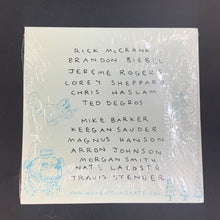 RICK McCRANK
BRANDON BIEBEL
JEREME ROGERS
COREY SHEPPARD
CHRIS HASLAM
TED DEGROS
MIKE BARKER
KEEGAN SAUDER
MAGNUS HANSON
ARRON JOHNSON
MORGAN SMITH
NATE LACOSTE
TRAVIS STENGER